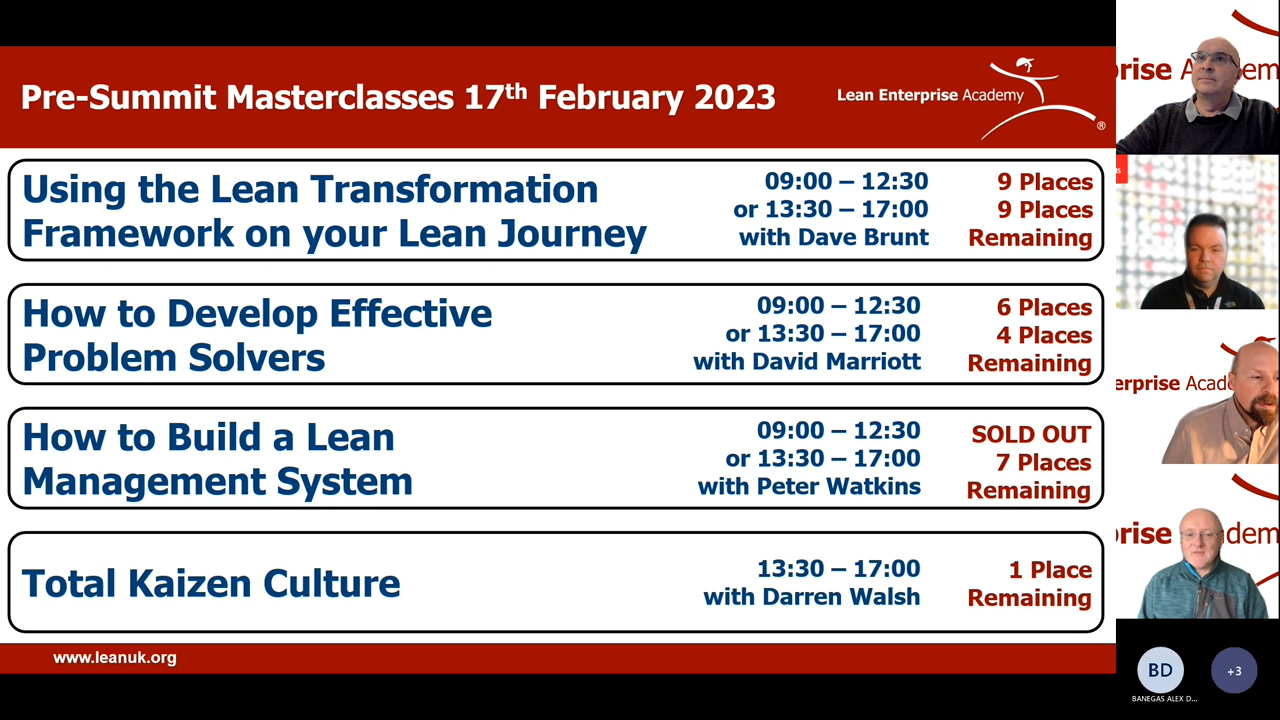 Pre-Summit Masterclasses 17th February 2023
Lean Enterprise Academy
®
Using the Lean Transformation
Framework on your Lean Journey
09:00 – 12:30
or 13:30 – 17:00
with Dave Brunt
9 Places
9 Places
Remaining
How to Develop Effective
Problem Solvers
09:00 – 12:30
or 13:30 – 17:00
with David Marriott
6 Places
4 Places
Remaining
How to Build a Lean
Management System
09:00 – 12:30
or 13:30 – 17:00
with Peter Watkins
SOLD OUT
7 Places
Remaining
Total Kaizen Culture
13:30 – 17:00
with Darren Walsh
1 Place
Remaining
www.leanuk.org
prise Academ
erprise Acad
prise Academ
BD
BANEGAS ALEX D...
+3